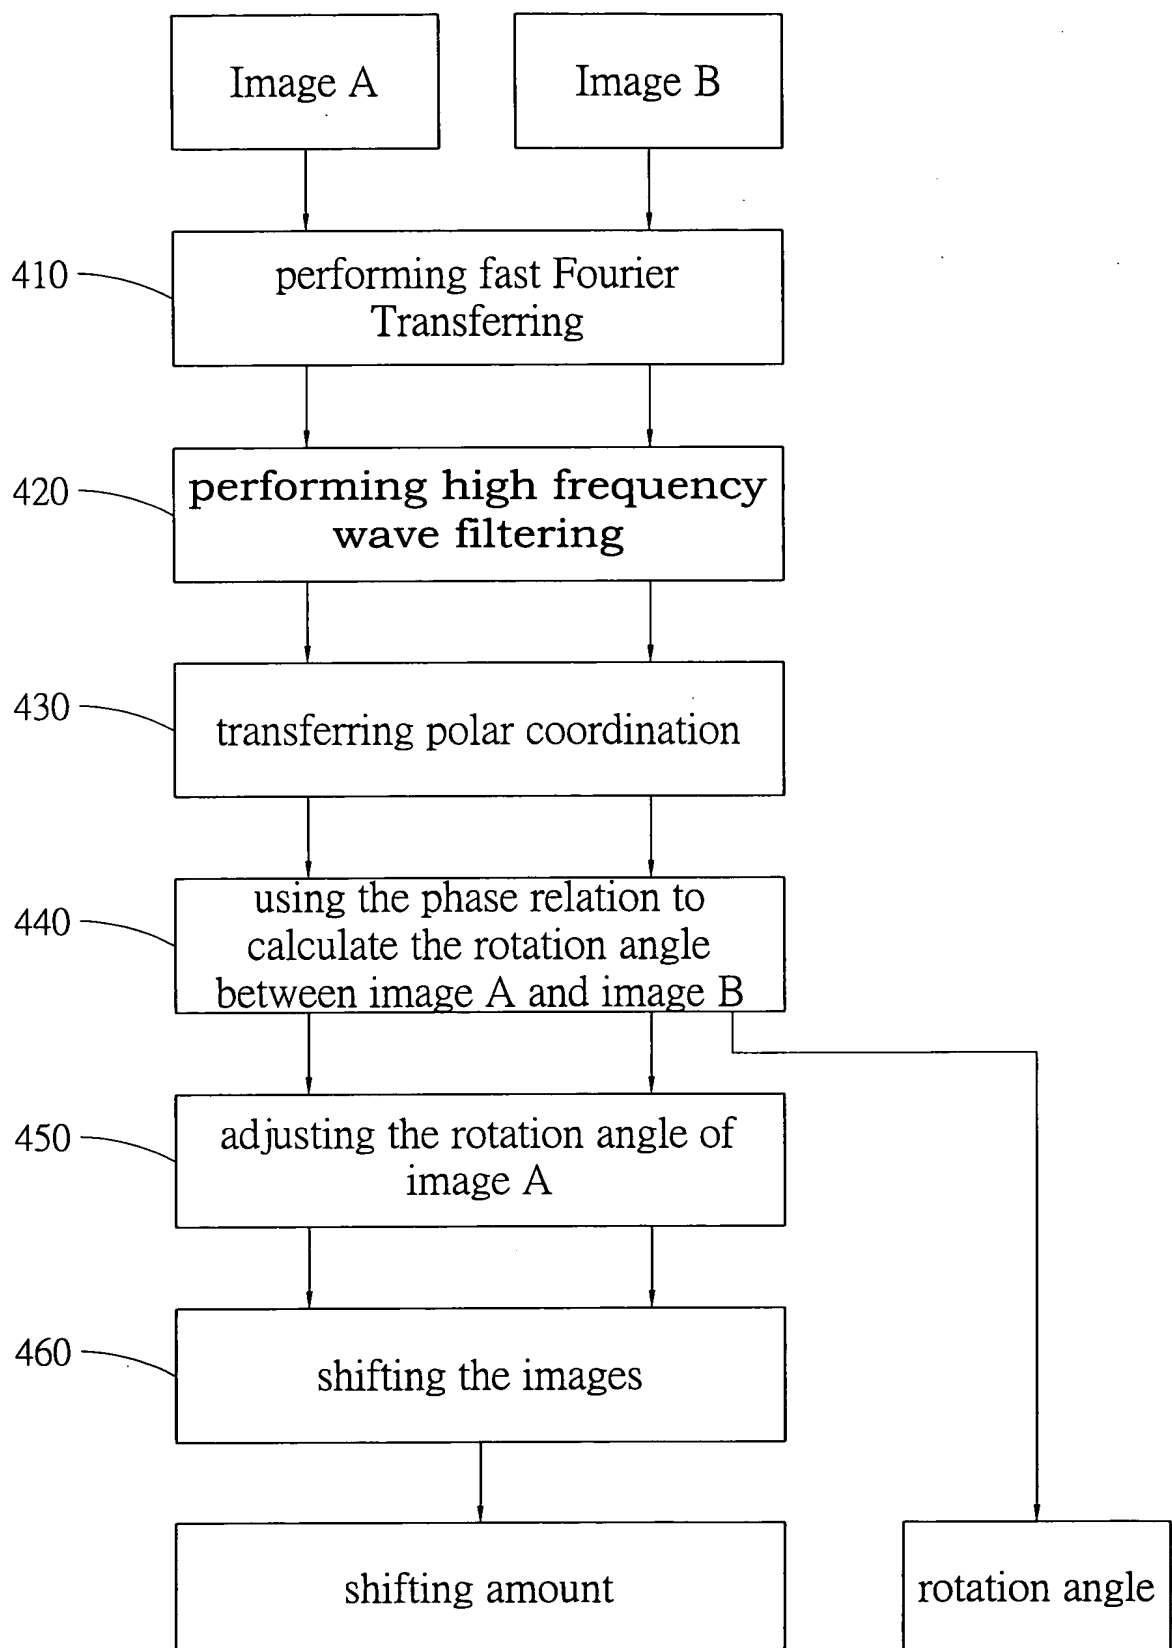 Image A
Image B
410
performing fast Fourier
Transferring
420
performing high frequency
wave filtering
430
transferring polar coordination
440
using the phase relation to
calculate the rotation angle
between image A and image B
450
adjusting the rotation angle of
image A
460
shifting the images
shifting amount
rotation angle